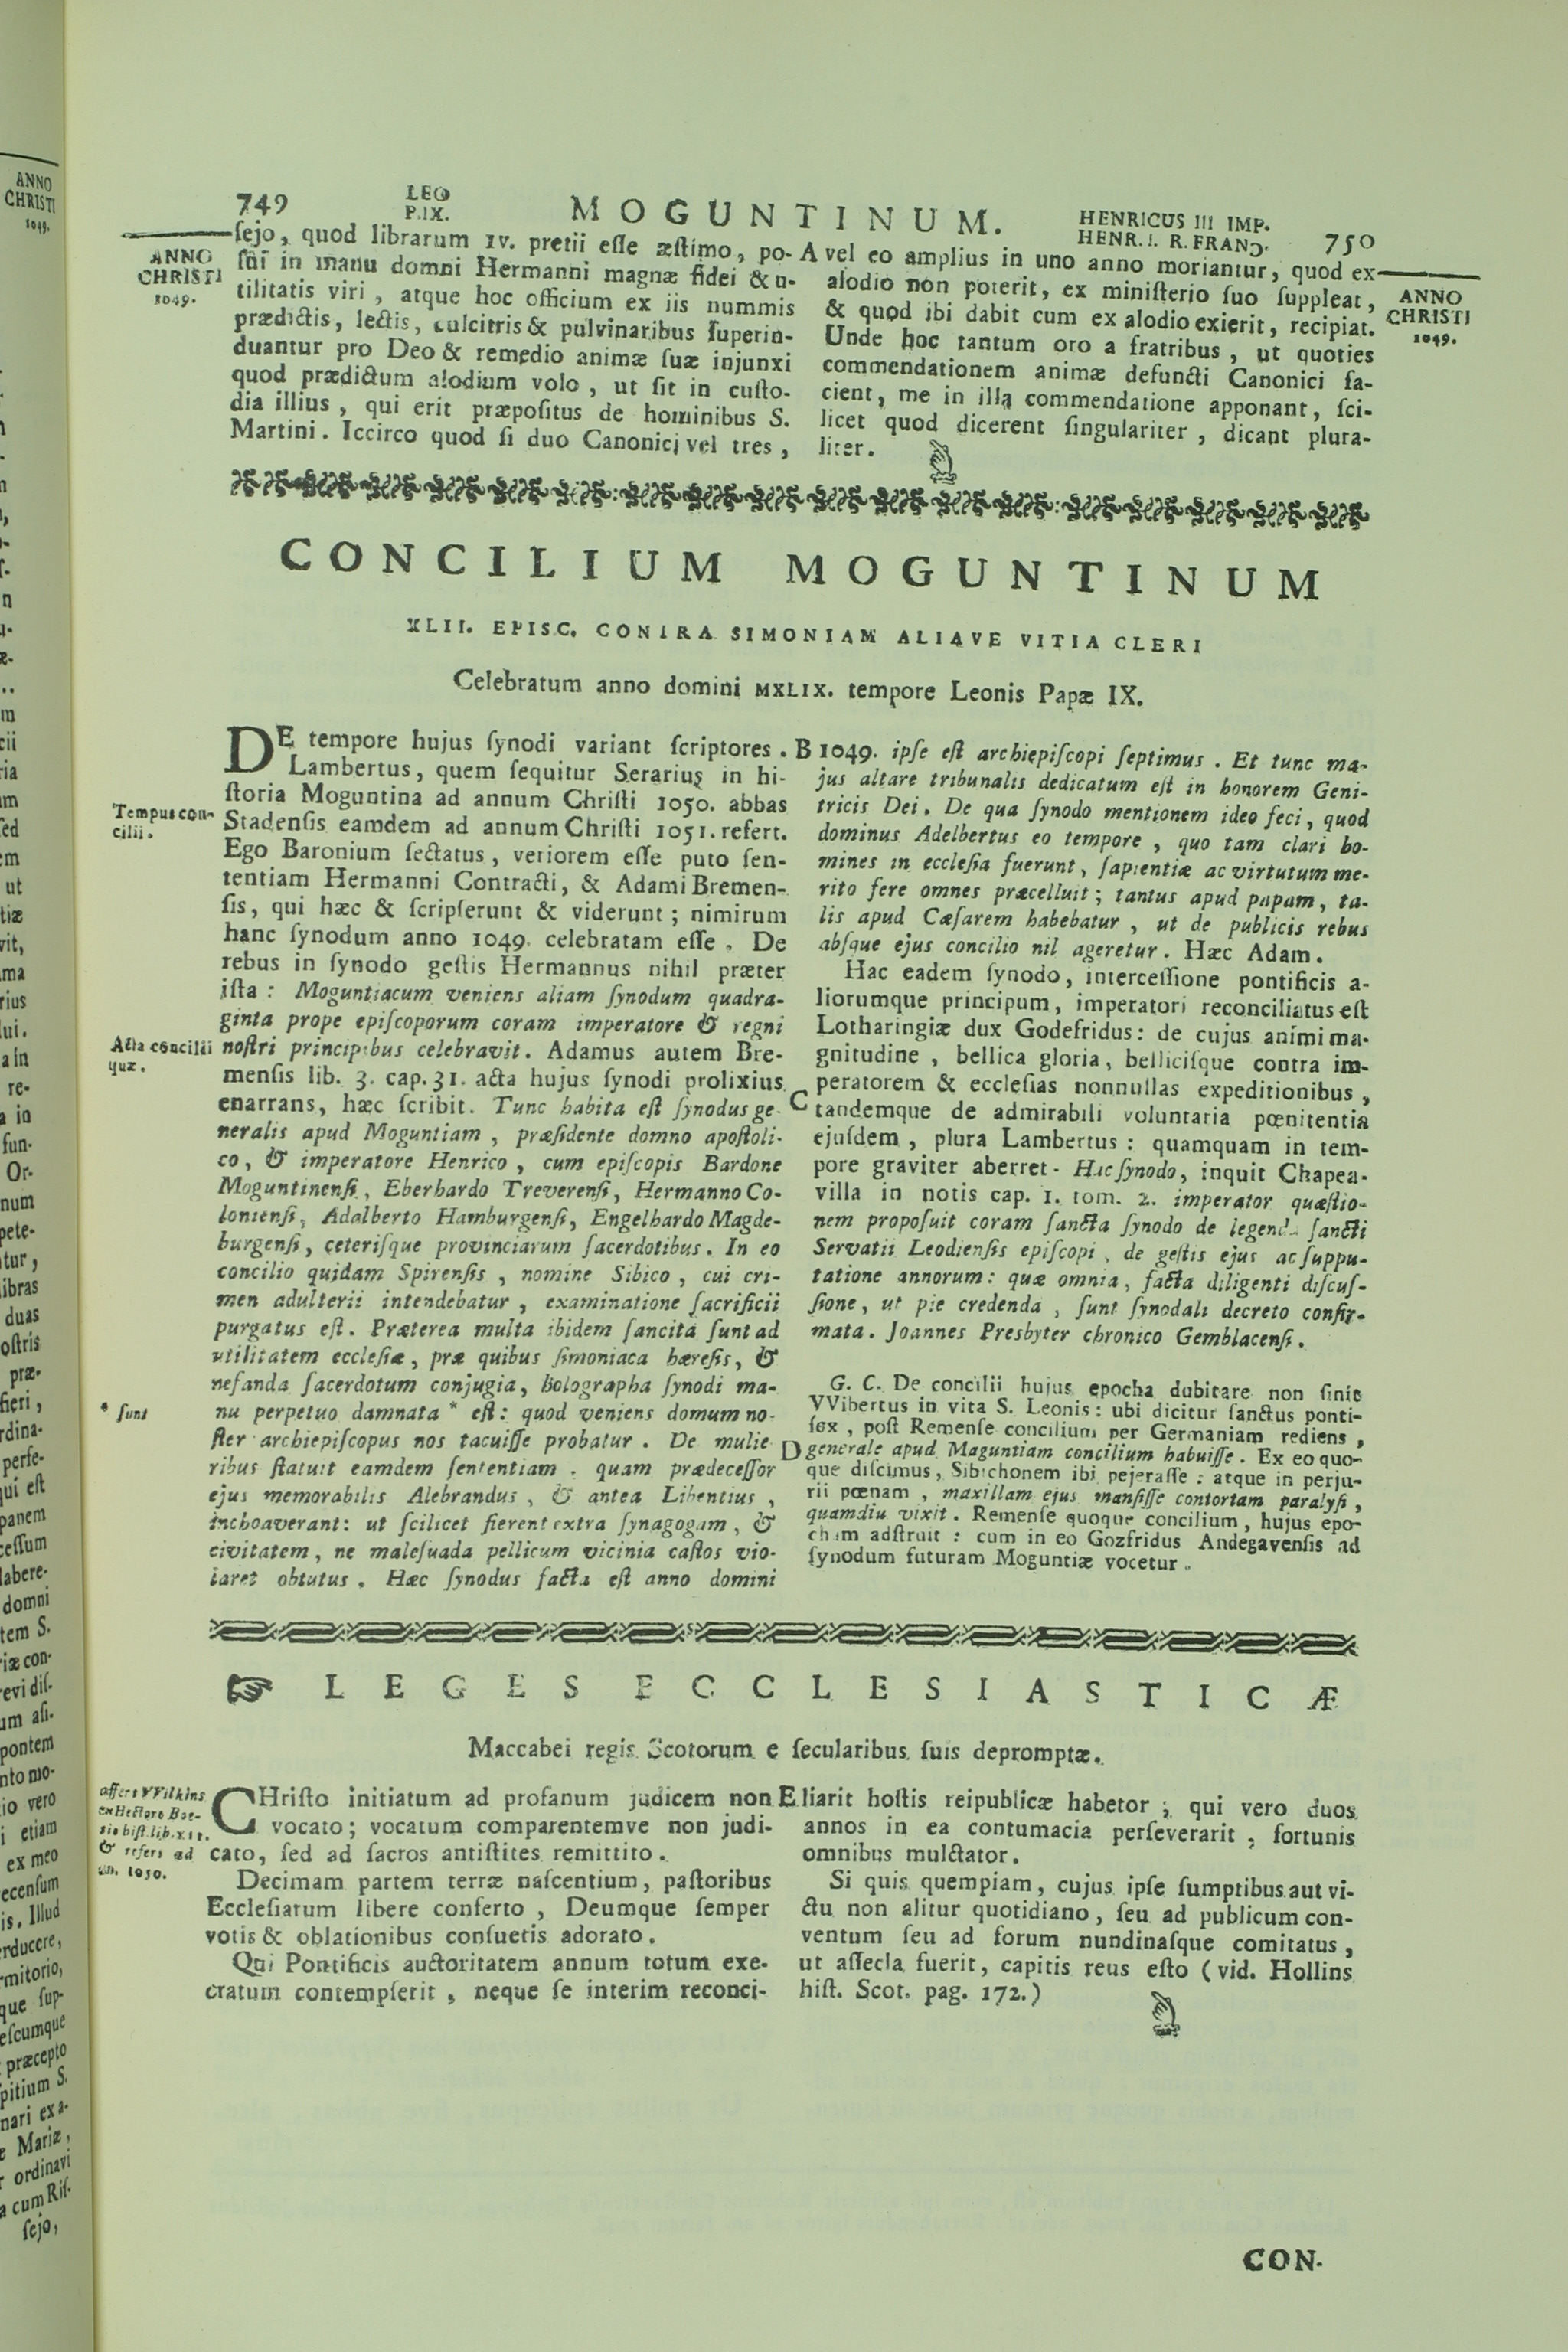 749
LEO
P.IX.
MOGUNTINUM.
HENRICUS III IMP.
HENR. I. R. FRANC.
750
ANNO
CHRISTI
1049.
ſejo, quod librarum IV. pretii eſſe æſtimo, po-
ſui in manu domni Hermanni magnæ fidei & u-
tilitatis viri, atque hoc officium ex iis nummis
prædictis, lectis, culcitris & pulvinaribus ſuperin-
duantur pro Deo & remedio animæ ſuæ injunxi
quod prædictum alodium volo, ut ſit in cuſto-
dia illius, qui erit præpoſitus de hominibus S.
Martini. Iccirco quod ſi duo Canonici vel tres,
A vel eo amplius in uno anno moriantur, quod ex
alodio non poterit, ex miniſterio ſuo ſuppleat,
& quod ibi dabit cum ex alodio exierit, recipiat.
Unde hoc tantum oro a fratribus, ut quoties
commendationem animæ defuncti Canonici fa-
cient, me in illa commendatione apponant, ſci-
licet quod dicerent ſingulariter, dicant plura-
liter.
ANNO
CHRISTI
1049.
CONCILIUM MOGUNTINUM
XLII. EPISC. CONTRA SIMONIAM ALIAVE VITIA CLERI
Celebratum anno domini MXLIX. tempore Leonis Papæ IX.
DE tempore hujus ſynodi variant ſcriptores.
Lambertus, quem ſequitur Serarius in hi-
ſtoria Moguntina ad annum Chriſti 1050. abbas
Tempus con-
cilii.
Stadenſis eamdem ad annum Chriſti 1051. refert.
Ego Baronium ſectatus, veriorem eſſe puto ſen-
tentiam Hermanni Contracti, & Adami Bremen-
ſis, qui hæc & ſcripſerunt & viderunt; nimirum
hanc ſynodum anno 1049. celebratam eſſe. De
rebus in ſynodo geſtis Hermannus nihil præter
iſta: Moguntiacum veniens aliam ſynodum quadra-
ginta prope epiſcoporum coram imperatore & regni
Acta concilii
quæ.
noſtri principibus celebravit. Adamus autem Bre-
menſis lib. 3. cap. 31. acta hujus ſynodi prolixius
enarrans, hæc ſcribit. Tunc habita eſt ſynodus ge-
neralis apud Moguntiam, præſidente domno apoſtoli-
co, & imperatore Henrico, cum epiſcopis Bardone
Moguntinenſi, Eberhardo Treverenſi, Hermanno Co-
lonienſi, Adalberto Hamburgenſi, Engelhardo Magde-
burgenſi, ceteriſque provinciarum ſacerdotibus. In eo
concilio quidam Spirenſis, nomine Sibico, cui cri-
men adulterii intendebatur, examinatione ſacrificii
purgatus eſt. Præterea multa ibidem ſancita ſunt ad
utilitatem eccleſiæ, præ quibus ſimoniaca hæreſis, &
nefanda ſacerdotum conjugia, holographa ſynodi ma-
* ſunt
nu perpetuo damnata * eſt: quod veniens domum no-
ſter archiepiſcopus nos tacuiſſe probatur. De mulie
ribus ſtatuit eamdem ſententiam. quam prædeceſſor
ejus memorabilis Alebrandus, & antea Libentius,
inchoaverant: ut ſcilicet fierent extra ſynagogam, &
civitatem, ne maleſuada pellicum vicinia caſtos vio-
laret obtutus. Hæc ſynodus facta eſt anno domini
B 1049. ipſe eſt archiepiſcopi ſeptimus. Et tunc ma-
jus altare tribunalis dedicatum eſt in honorem Geni-
tricis Dei. De qua ſynodo mentionem ideo feci, quod
dominus Adelbertus eo tempore, quo tam clari ho-
mines in eccleſia fuerunt, ſapientiæ ac virtutum me-
rito fere omnes præcelluit; tantus apud papam, ta-
lis apud Cæſarem habebatur, ut de publicis rebus
abſque ejus concilio nil ageretur. Hæc Adam.
Hac eadem ſynodo, interceſſione pontificis a-
liorumque principum, imperatori reconciliatus eſt
Lotharingiæ dux Godefridus: de cujus animi ma-
gnitudine, bellica gloria, belliciſque contra im-
peratorem & eccleſias nonnullas expeditionibus,
C tandemque de admirabili voluntaria pœnitentia
ejuſdem, plura Lambertus: quamquam in tem-
pore graviter aberret. Hac ſynodo, inquit Chapea-
villa in notis cap. 1. tom. 2. imperator quæſtio-
nem propoſuit coram ſancta ſynodo de legenda ſancti
Servatii Leodienſis epiſcopi, de geſtis ejus ac ſuppu-
tatione annorum: quæ omnia, facta diligenti diſcuſ-
ſione, ut pie credenda, ſunt ſynodali decreto confir-
mata. Joannes Presbyter chronico Gemblacenſi.
G. C. De concilii hujus epocha dubitare non ſinit
VVibertus in vita S. Leonis: ubi dicitur ſanctus ponti-
fex, poſt Remenſe concilium per Germaniam rediens,
D generale apud Maguntiam concilium habuiſſe. Ex eo quo-
que diſcimus, Sibichonem ibi pejeraſſe: atque in perju-
rii pœnam, maxillam ejus manſiſſe contortam paralyſi,
quamdiu vixit. Remenſe quoque concilium, hujus epo-
cham adſtruit: cum in eo Gozfridus Andegavenſis ad
ſynodum futuram Moguntiæ vocetur.
☞ LEGES ECCLESIASTICÆ
Maccabei regis Scotorum e ſecularibus ſuis depromptæ.
affert VVilkins
ex Hectore Boe-
tio hiſt. lib. XII.
& refert ad
an. 1050.
CHriſto initiatum ad profanum judicem non
vocato; vocatum comparentemve non judi-
cato, ſed ad ſacros antiſtites remittito.
Decimam partem terræ naſcentium, paſtoribus
Eccleſiarum libere conferto, Deumque ſemper
votis & oblationibus conſuetis adorato.
Qui Pontificis auctoritatem annum totum exe-
cratum contempſerit, neque ſe interim reconci-
E liarit hoſtis reipublicæ habetor; qui vero duos
annos in ea contumacia perſeverarit, fortunis
omnibus mulctator.
Si quis quempiam, cujus ipſe ſumptibus aut vi-
ctu non alitur quotidiano, ſeu ad publicum con-
ventum ſeu ad forum nundinaſque comitatus,
ut aſſecla fuerit, capitis reus eſto (vid. Hollins
hiſt. Scot. pag. 172.)
CON-